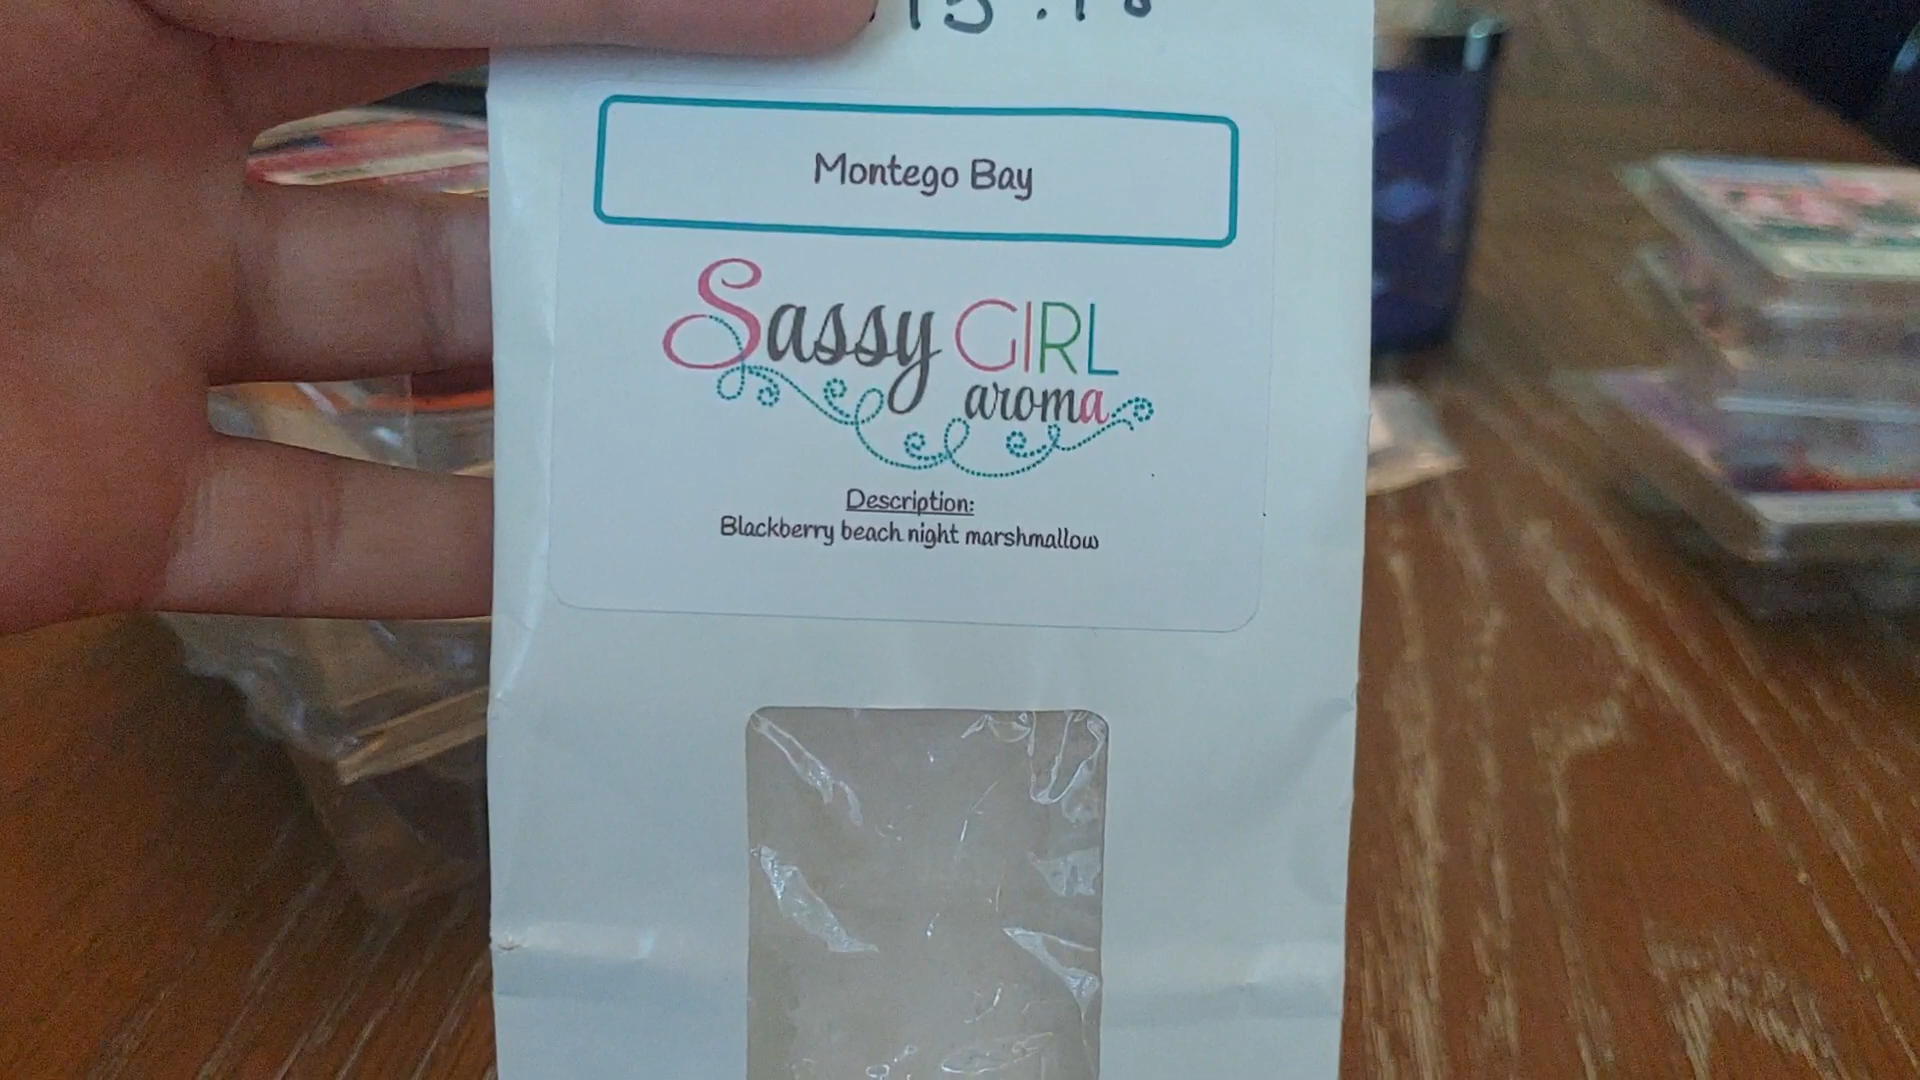 Montego Bay
Sassy GIRL
aroma
Description:
Blackberry beach night marshmallow